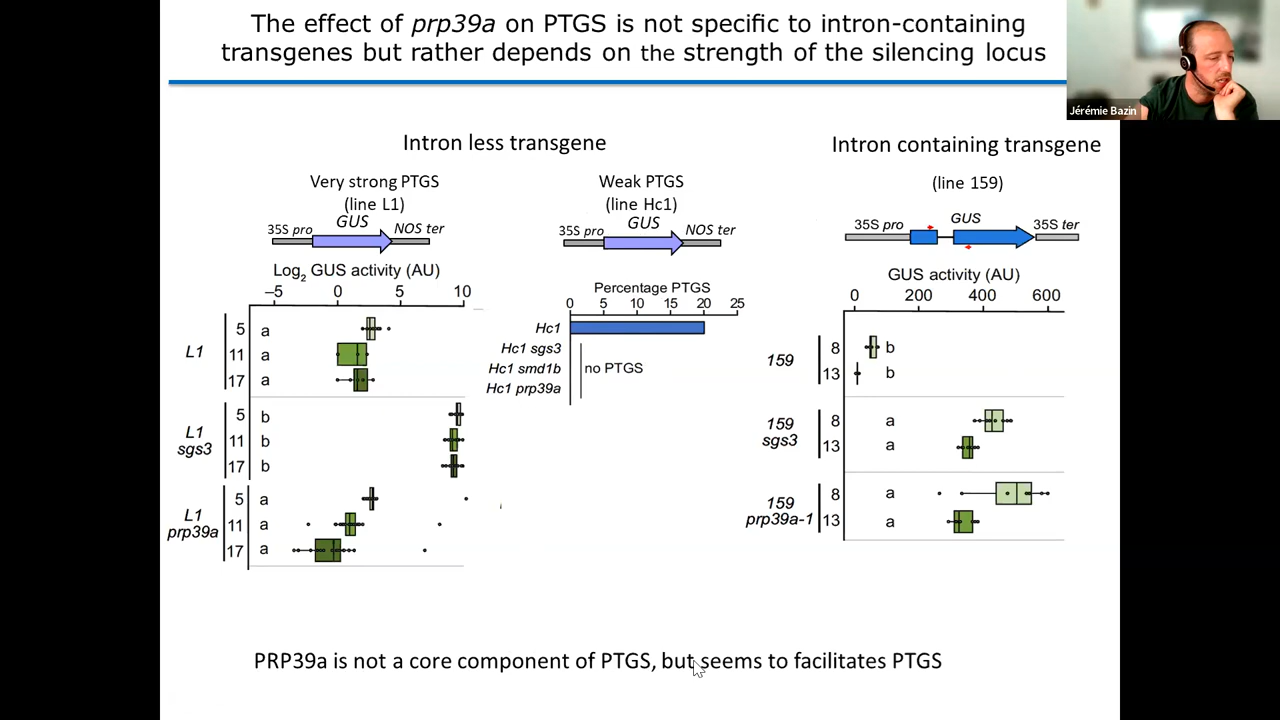 The effect of prp39a on PTGS is not specific to intron-containing
transgenes but rather depends on the strength of the silencing locus
Jérémie Bazin
Intron less transgene
Very strong PTGS
(line L1)
35S pro
GUS
NOS ter
Log2 GUS activity (AU)
–5 0 5 10
L1
5 a
11 a
17 a
L1
sgs3
5 b
11 b
17 b
L1
prp39a
5 a
11 a
17 a
Weak PTGS
(line Hc1)
35S pro
GUS
NOS ter
Percentage PTGS
0 5 10 15 20 25
Hc1
Hc1 sgs3
Hc1 smd1b
Hc1 prp39a
no PTGS
Intron containing transgene
(line 159)
35S pro
GUS
35S ter
GUS activity (AU)
0 200 400 600
159
8 b
13 b
159
sgs3
8 a
13 a
159
prp39a-1
8 a
13 a
PRP39a is not a core component of PTGS, but seems to facilitates PTGS